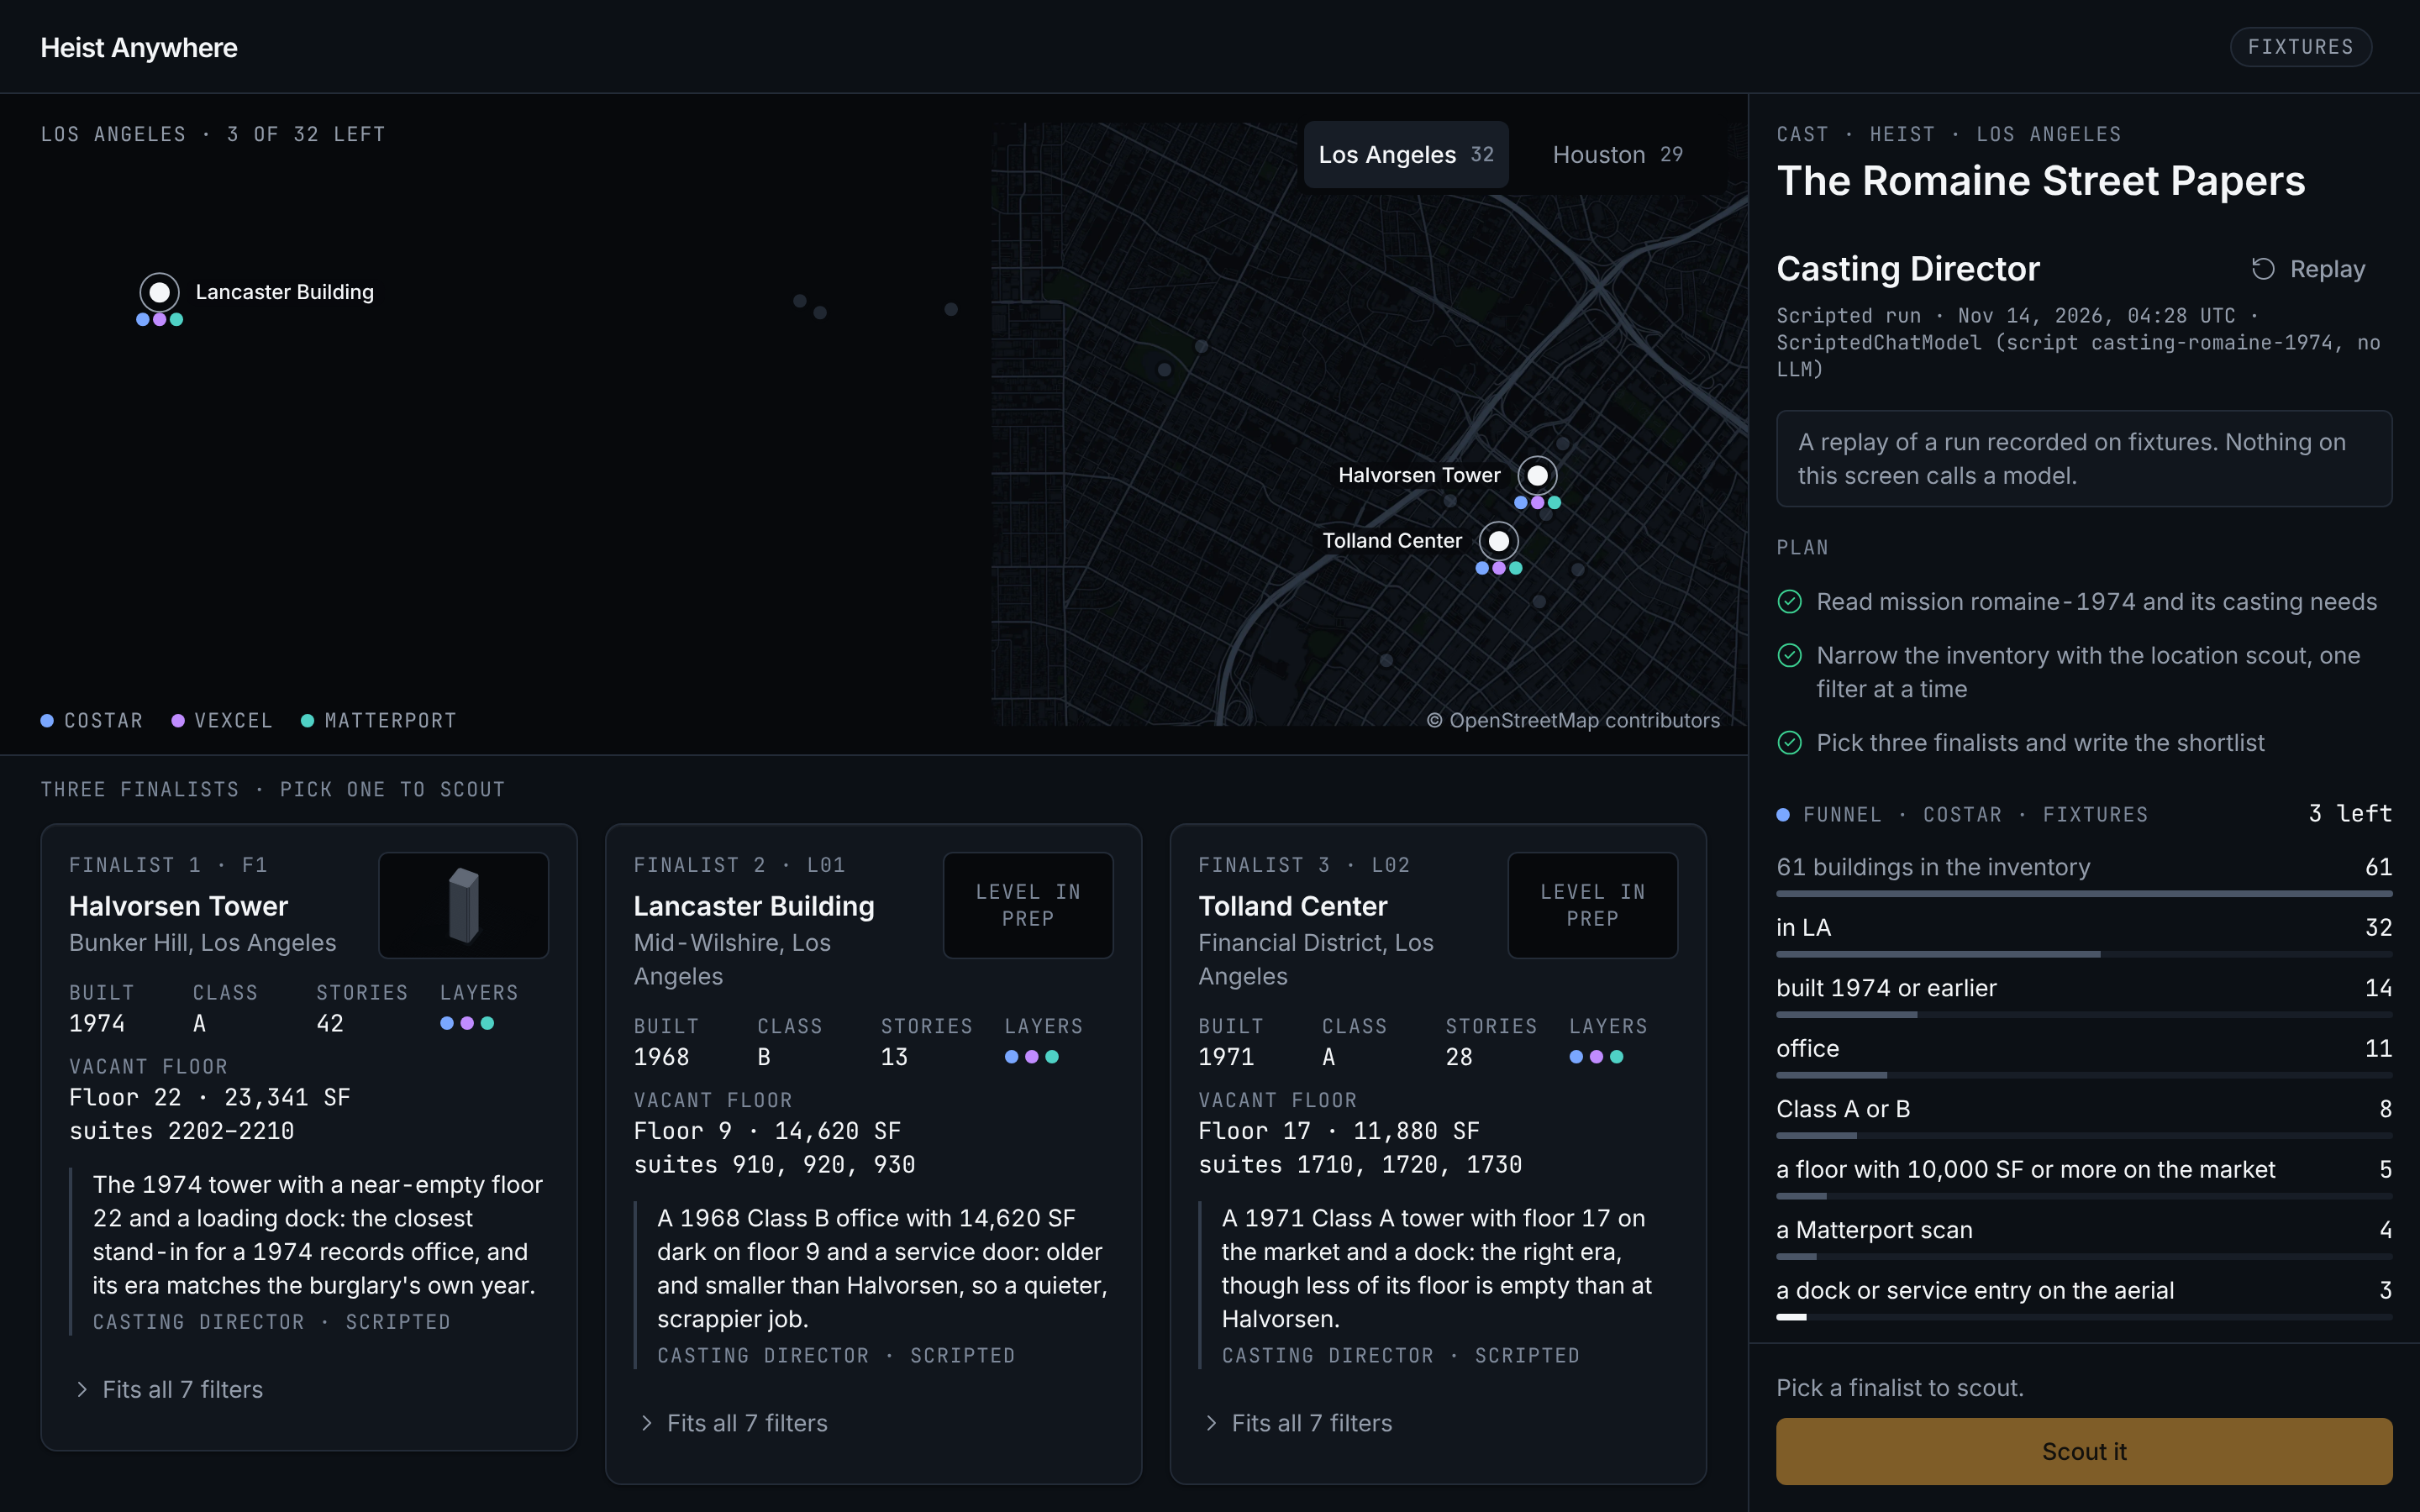 Heist Anywhere
FIXTURES
LOS ANGELES · 3 OF 32 LEFT
Los Angeles 32
Houston 29
Lancaster Building
Halvorsen Tower
Tolland Center
COSTAR
VEXCEL
MATTERPORT
© OpenStreetMap contributors
THREE FINALISTS · PICK ONE TO SCOUT
FINALIST 1 · F1
Halvorsen Tower
Bunker Hill, Los Angeles
BUILT CLASS STORIES LAYERS
1974 A 42
VACANT FLOOR
Floor 22 · 23,341 SF
suites 2202–2210
The 1974 tower with a near-empty floor
22 and a loading dock: the closest
stand-in for a 1974 records office, and
its era matches the burglary's own year.
CASTING DIRECTOR · SCRIPTED
Fits all 7 filters
FINALIST 2 · L01
Lancaster Building
Mid-Wilshire, Los
Angeles
LEVEL IN
PREP
BUILT CLASS STORIES LAYERS
1968 B 13
VACANT FLOOR
Floor 9 · 14,620 SF
suites 910, 920, 930
A 1968 Class B office with 14,620 SF
dark on floor 9 and a service door: older
and smaller than Halvorsen, so a quieter,
scrappier job.
CASTING DIRECTOR · SCRIPTED
Fits all 7 filters
FINALIST 3 · L02
Tolland Center
Financial District, Los
Angeles
LEVEL IN
PREP
BUILT CLASS STORIES LAYERS
1971 A 28
VACANT FLOOR
Floor 17 · 11,880 SF
suites 1710, 1720, 1730
A 1971 Class A tower with floor 17 on
the market and a dock: the right era,
though less of its floor is empty than at
Halvorsen.
CASTING DIRECTOR · SCRIPTED
Fits all 7 filters
CAST · HEIST · LOS ANGELES
The Romaine Street Papers
Casting Director
Replay
Scripted run · Nov 14, 2026, 04:28 UTC ·
ScriptedChatModel (script casting-romaine-1974, no
LLM)
A replay of a run recorded on fixtures. Nothing on
this screen calls a model.
PLAN
Read mission romaine-1974 and its casting needs
Narrow the inventory with the location scout, one
filter at a time
Pick three finalists and write the shortlist
FUNNEL · COSTAR · FIXTURES 3 left
61 buildings in the inventory 61
in LA 32
built 1974 or earlier 14
office 11
Class A or B 8
a floor with 10,000 SF or more on the market 5
a Matterport scan 4
a dock or service entry on the aerial 3
Pick a finalist to scout.
Scout it